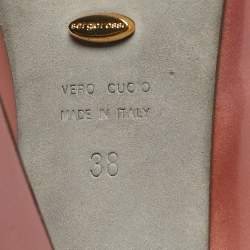 sergiorossi
VERO CUOIO
MADE IN ITALY
38